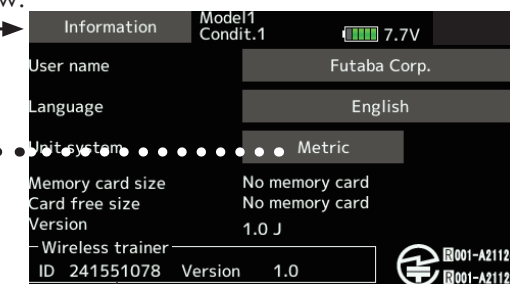 w.
Information
Model1
Condit.1
7.7V
User name
Futaba Corp.
Language
English
Unit system
Metric
Memory card size
No memory card
Card free size
No memory card
Version
1.0 J
Wireless trainer
ID 241551078 Version 1.0
R001-A2112
R001-A2112